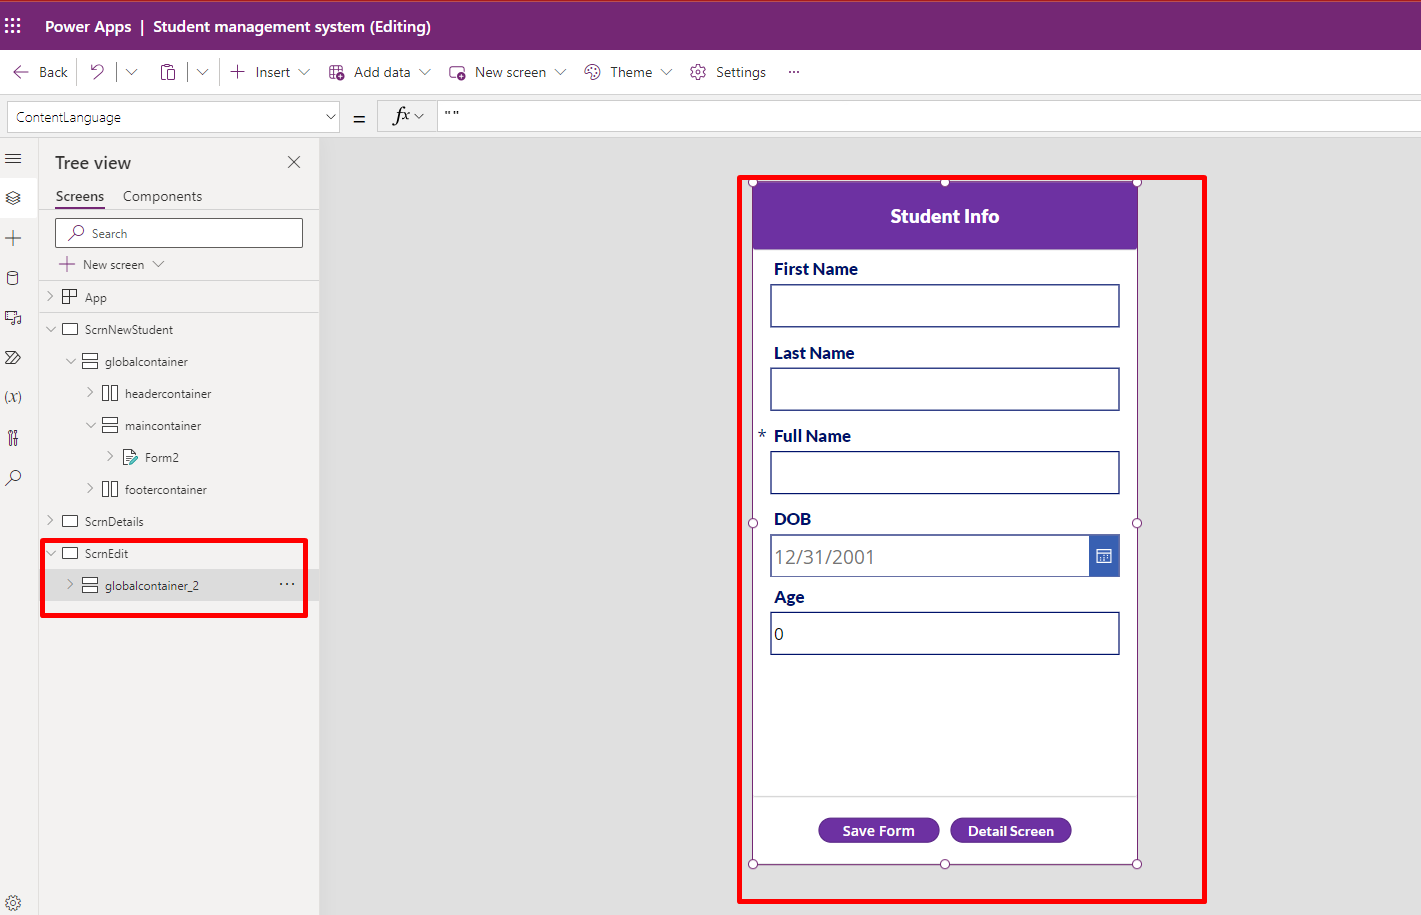 Power Apps | Student management system (Editing)
Back Insert Add data New screen Theme Settings ...
ContentLanguage = fx ""
Tree view
Screens Components
Search
New screen
App
ScrnNewStudent
globalcontainer
headercontainer
maincontainer
Form2
footercontainer
ScrnDetails
ScrnEdit
globalcontainer_2 ...
Student Info
First Name
Last Name
* Full Name
DOB
12/31/2001
Age
0
Save Form Detail Screen
(x)